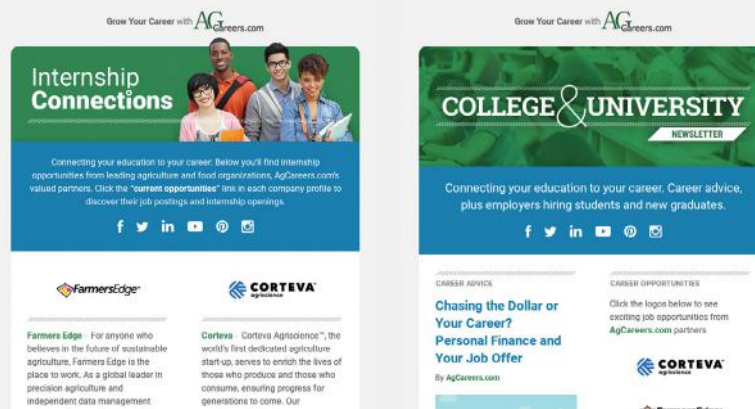 Grow Your Career with AGcareers.com
Internship
Connections
Connecting your education to your career: Below you'll find internship
opportunities from leading agriculture and food organizations, AgCareers.com's
valued partners. Click the "current opportunities" link in each company profile to
discover their job postings and internship openings.
FarmersEdge
CORTEVA
agriscience
Farmers Edge - For anyone who
believes in the future of sustainable
agriculture, Farmers Edge is the
place to work. As a global leader in
precision agriculture and
independent data management
Corteva - Corteva Agriscience™, the
world's first dedicated agriculture
start-up, serves to enrich the lives of
those who produce and those who
consume, ensuring progress for
generations to come. Our
Grow Your Career with AGcareers.com
COLLEGE & UNIVERSITY
NEWSLETTER
Connecting your education to your career. Career advice,
plus employers hiring students and new graduates.
CAREER ADVICE
Chasing the Dollar or
Your Career?
Personal Finance and
Your Job Offer
By AgCareers.com
CAREER OPPORTUNITIES
Click the logos below to see
exciting job opportunities from
AgCareers.com partners
CORTEVA
agriscience